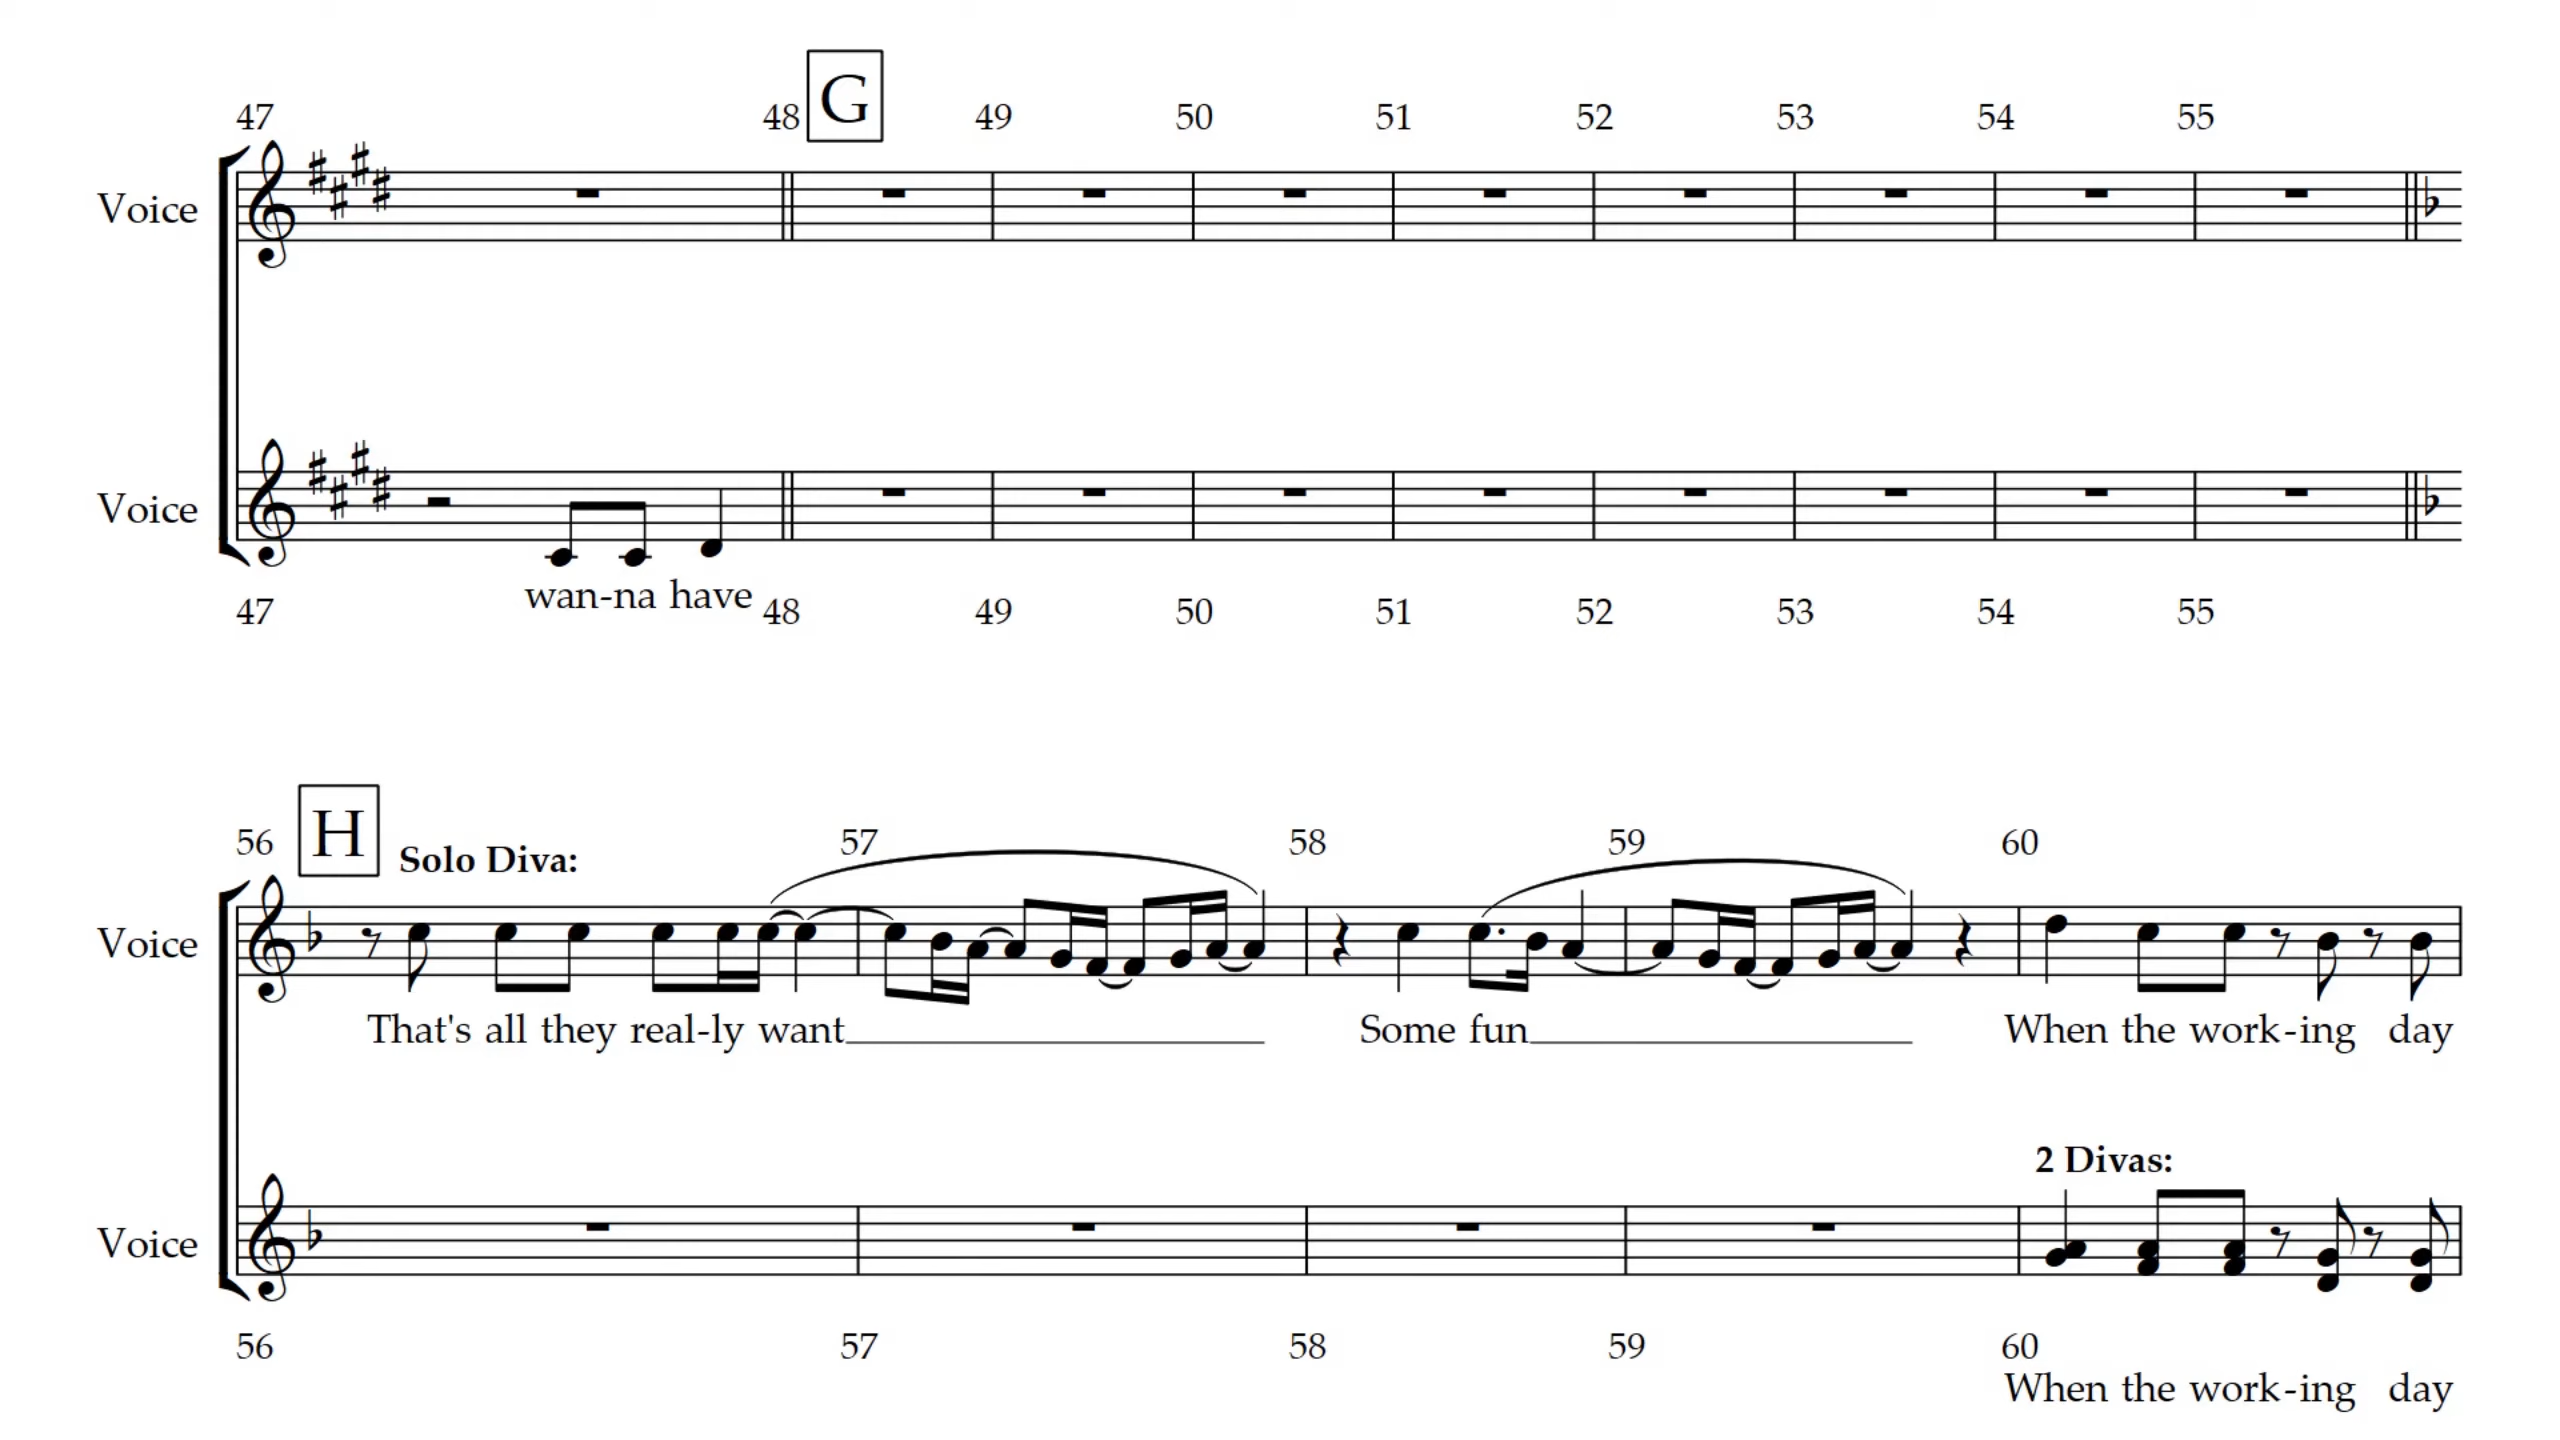 G
47 48 49 50 51 52 53 54 55
Voice
Voice
wan-na have
47 48 49 50 51 52 53 54 55
H
56 57 58 59 60
Solo Diva:
Voice
That's all they real-ly want Some fun When the work-ing day
2 Divas:
Voice
56 57 58 59 60
When the work-ing day